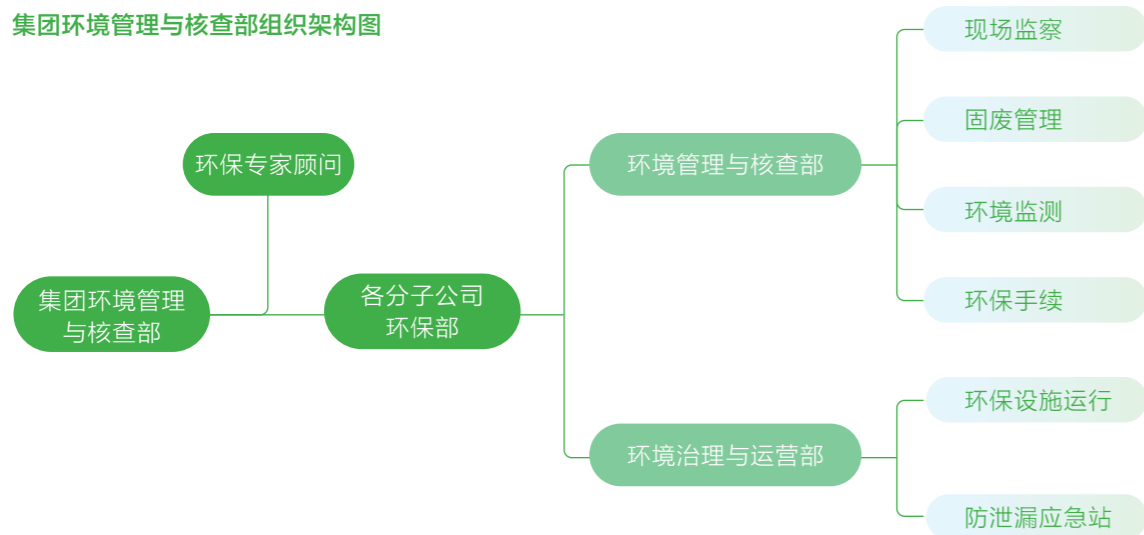 集团环境管理与核查部组织架构图
环保专家顾问
集团环境管理
与核查部
各分子公司
环保部
环境管理与核查部
现场监察
固废管理
环境监测
环保手续
环境治理与运营部
环保设施运行
防泄漏应急站